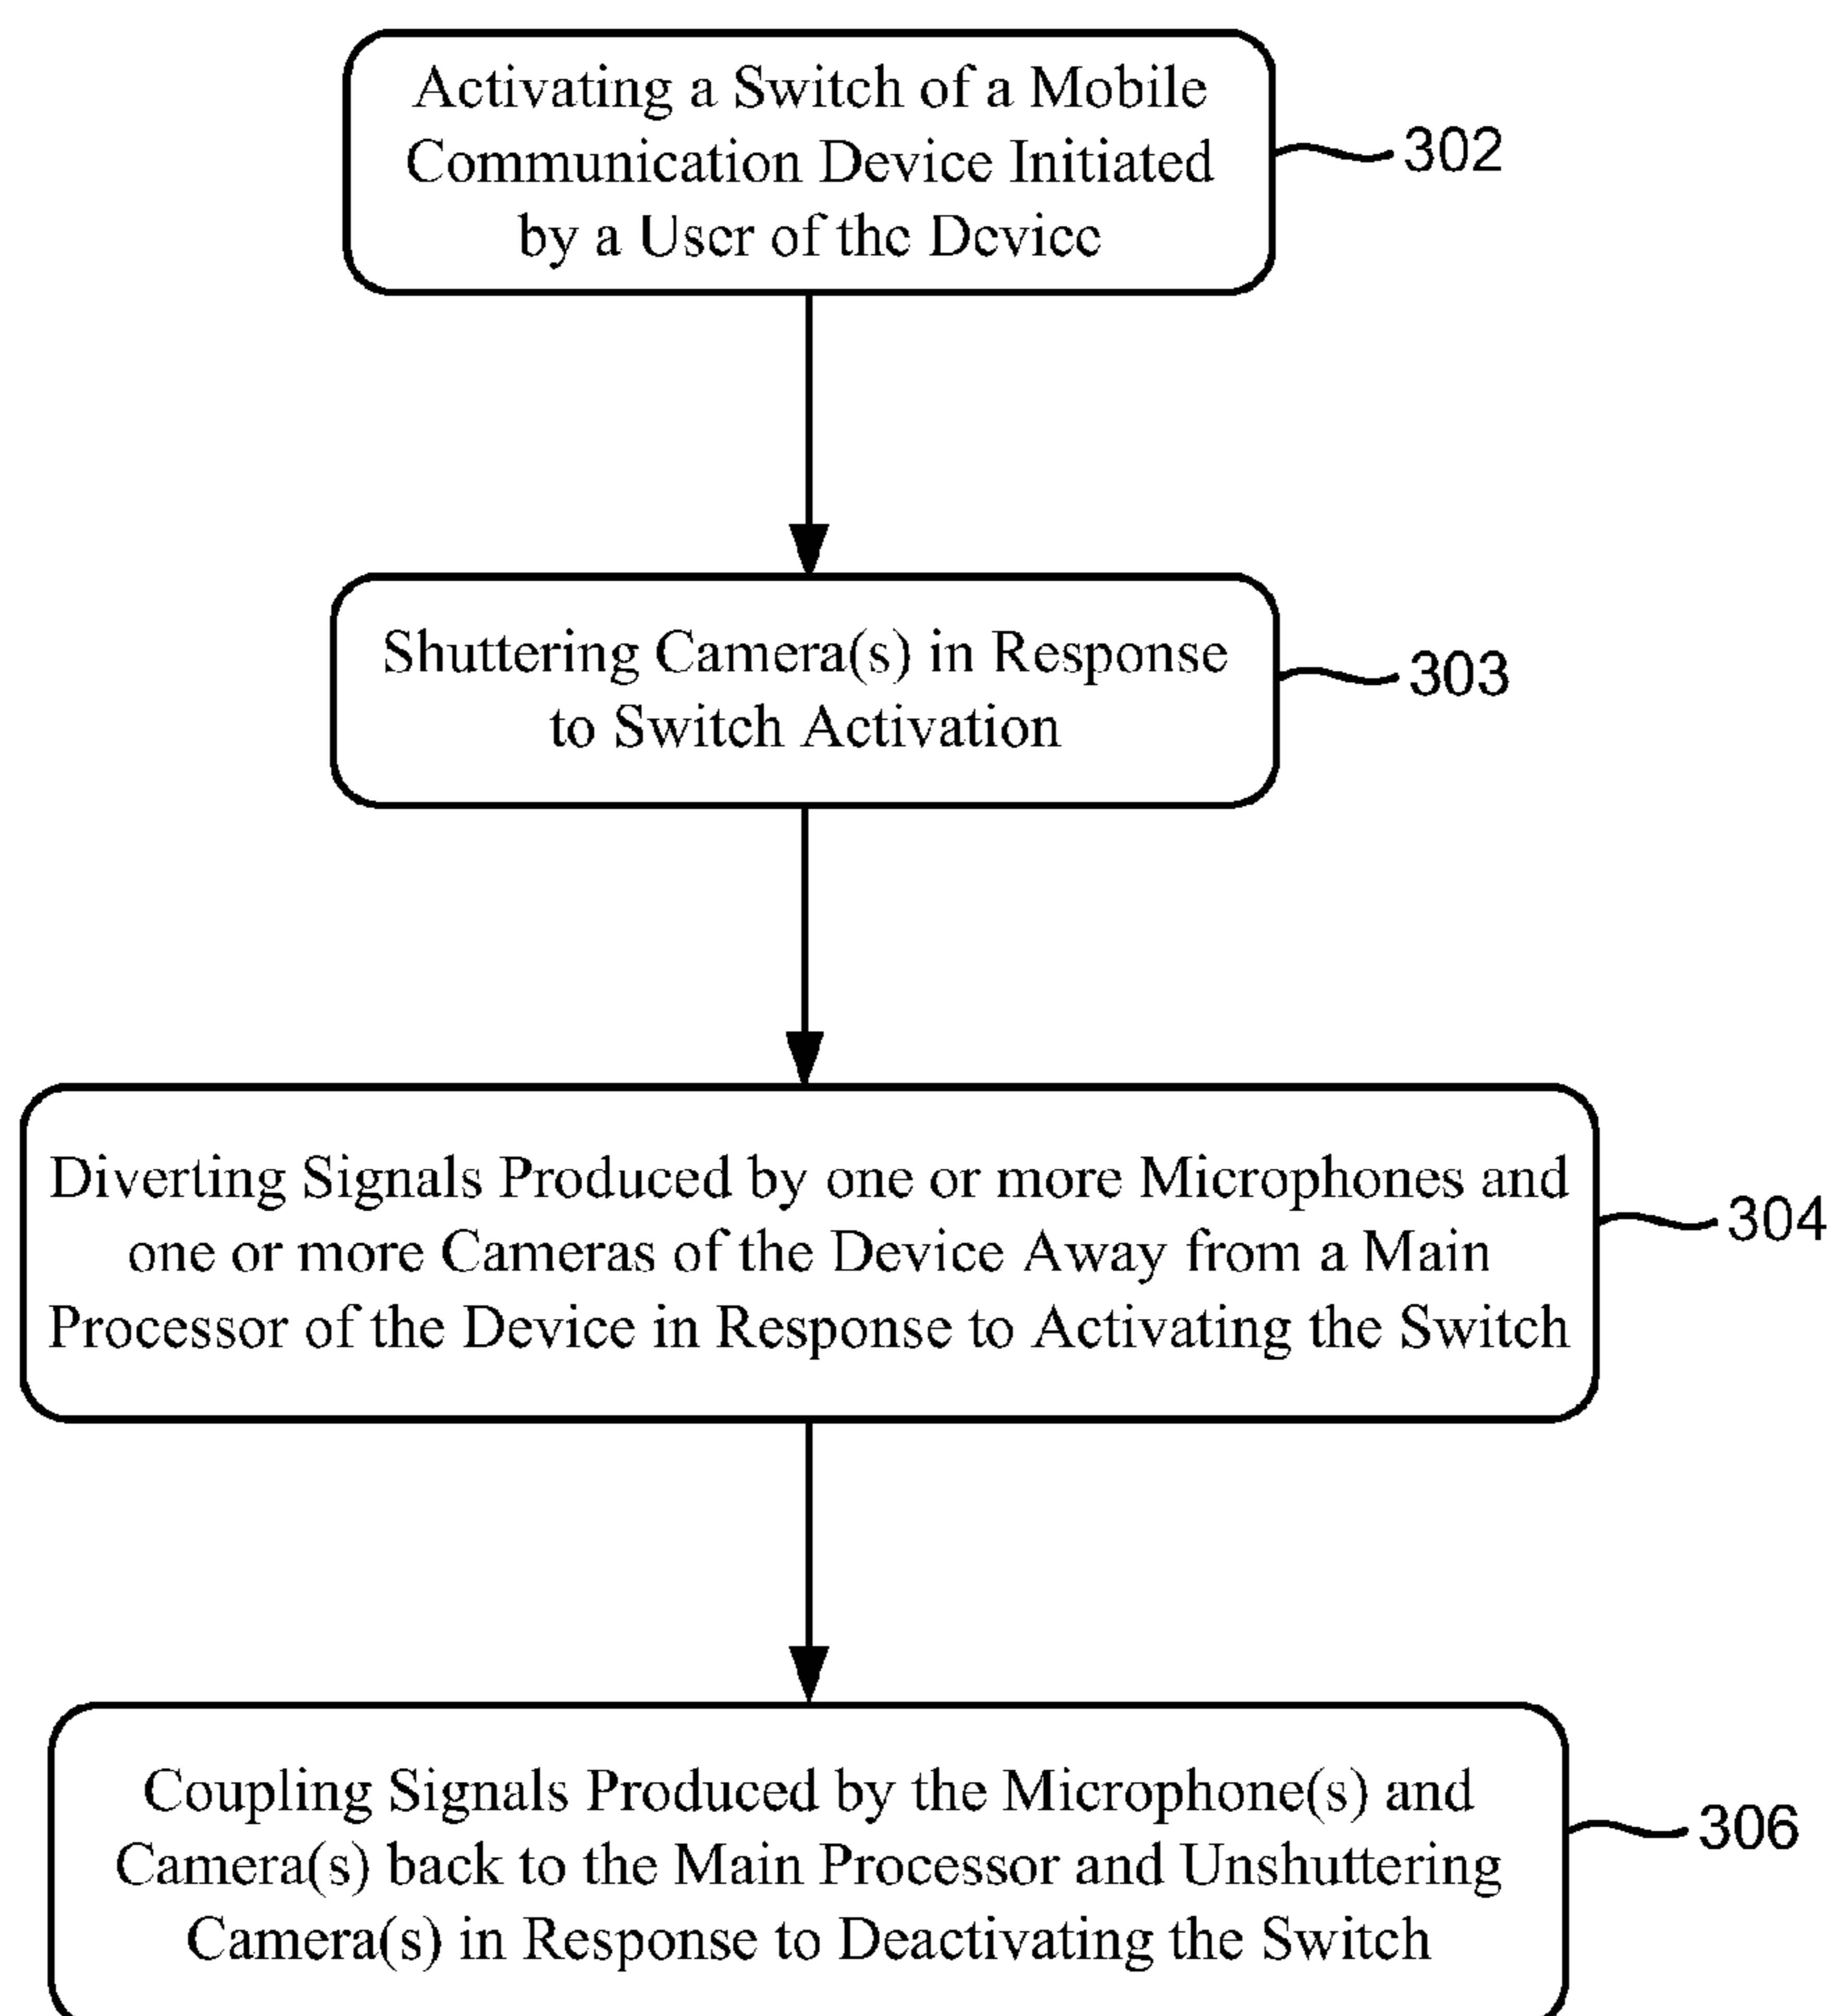 Activating a Switch of a Mobile
Communication Device Initiated
by a User of the Device
302
Shuttering Camera(s) in Response
to Switch Activation
303
Diverting Signals Produced by one or more Microphones and
one or more Cameras of the Device Away from a Main
Processor of the Device in Response to Activating the Switch
304
Coupling Signals Produced by the Microphone(s) and
Camera(s) back to the Main Processor and Unshuttering
Camera(s) in Response to Deactivating the Switch
306